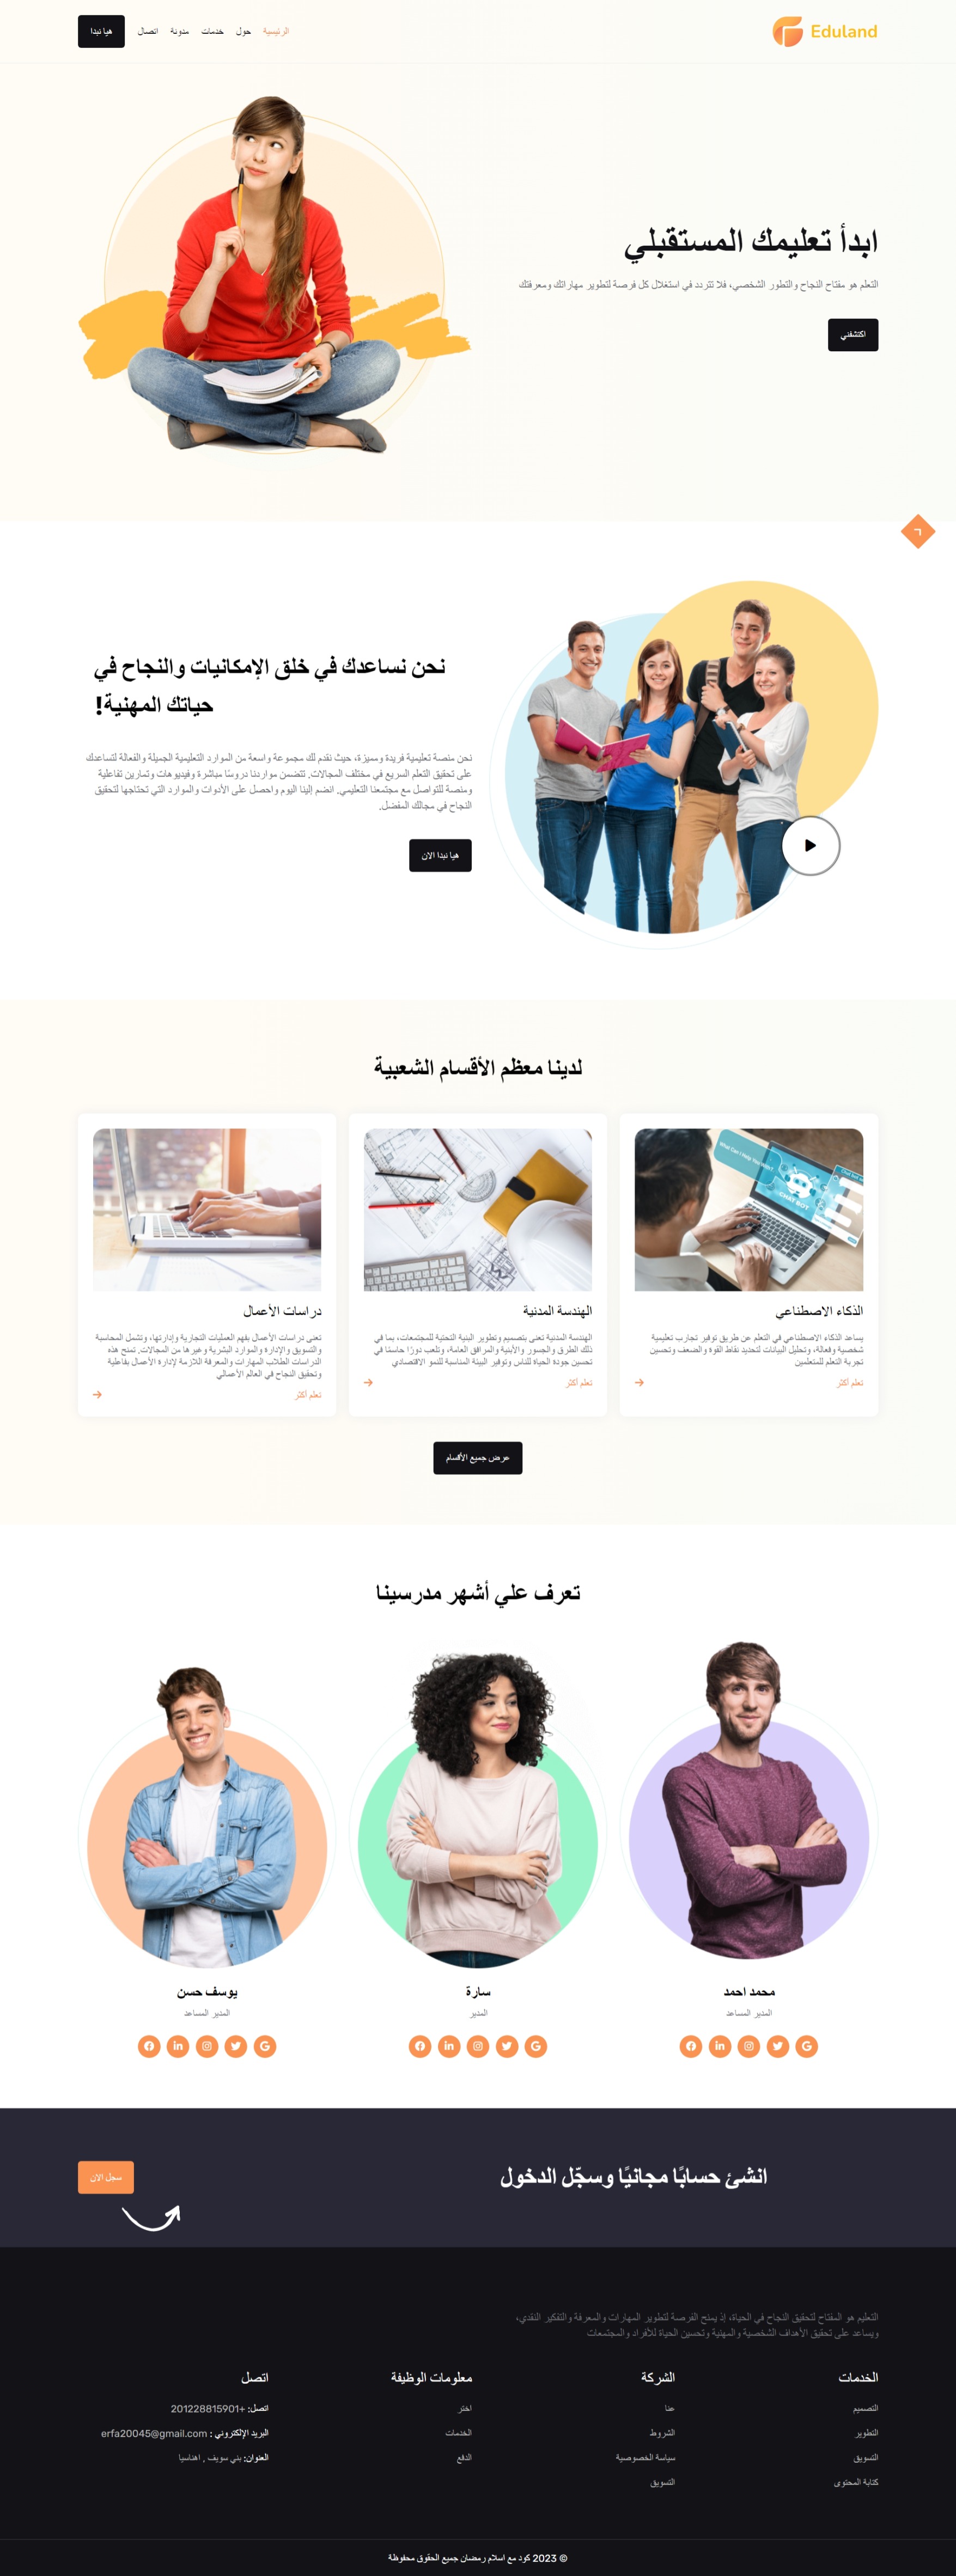 Eduland
الرئيسية
حول
خدمات
مدونة
اتصال
هيا نبدا
ابدأ تعليمك المستقبلي
التعلم هو مفتاح النجاح والتطور الشخصي، فلا تتردد في استغلال كل فرصة لتطوير مهاراتك ومعرفتك
اكتشفني
نحن نساعدك في خلق الإمكانيات والنجاح في
حياتك المهنية!
نحن منصة تعليمية فريدة ومميزة، حيث نقدم لك مجموعة واسعة من الموارد التعليمية الجميلة والفعالة لتساعدك
على تحقيق التعلم السريع في مختلف المجالات. تتضمن مواردنا دروسًا مباشرة وفيديوهات وتمارين تفاعلية
ومنصة للتواصل مع مجتمعنا التعليمي. انضم إلينا اليوم واحصل على الأدوات والموارد التي تحتاجها لتحقيق
النجاح في مجالك المفضل.
هيا نبدا الان
لدينا معظم الأقسام الشعبية
CHAT BOT
الذكاء الاصطناعي
يساعد الذكاء الاصطناعي في التعلم عن طريق توفير تجارب تعليمية
شخصية وفعالة، وتحليل البيانات لتحديد نقاط القوة والضعف وتحسين
تجربة التعلم للمتعلمين
تعلم أكثر
الهندسة المدنية
الهندسة المدنية تعنى بتصميم وتطوير البنية التحتية للمجتمعات، بما في
ذلك الطرق والجسور والأبنية والمرافق العامة، وتلعب دورًا حاسمًا في
تحسين جودة الحياة للناس وتوفير البيئة المناسبة للنمو الاقتصادي
تعلم أكثر
دراسات الأعمال
تعنى دراسات الأعمال بفهم العمليات التجارية وإدارتها، وتشمل المحاسبة
والتسويق والإدارة والموارد البشرية وغيرها من المجالات. تمنح هذه
الدراسات الطلاب المهارات والمعرفة اللازمة لإدارة الأعمال بفاعلية
وتحقيق النجاح في العالم الأعمالي
تعلم أكثر
عرض جميع الأقسام
تعرف علي أشهر مدرسينا
محمد احمد
المدير المساعد
سارة
المدير
يوسف حسن
المدير المساعد
انشئ حسابًا مجانيًا وسجّل الدخول
سجل الان
التعليم هو المفتاح لتحقيق النجاح في الحياة، إذ يمنح الفرصة لتطوير المهارات والمعرفة والتفكير النقدي،
ويساعد على تحقيق الأهداف الشخصية والمهنية وتحسين الحياة للأفراد والمجتمعات
الخدمات
التصميم
التطوير
التسويق
كتابة المحتوى
الشركة
عنا
الشروط
سياسة الخصوصية
التسويق
معلومات الوظيفة
اختر
الخدمات
الدفع
اتصل
اتصل: +201228815901
البريد الإلكتروني : erfa20045@gmail.com
العنوان: بني سويف , اهناسيا
© 2023 كود مع اسلام رمضان جميع الحقوق محفوظة